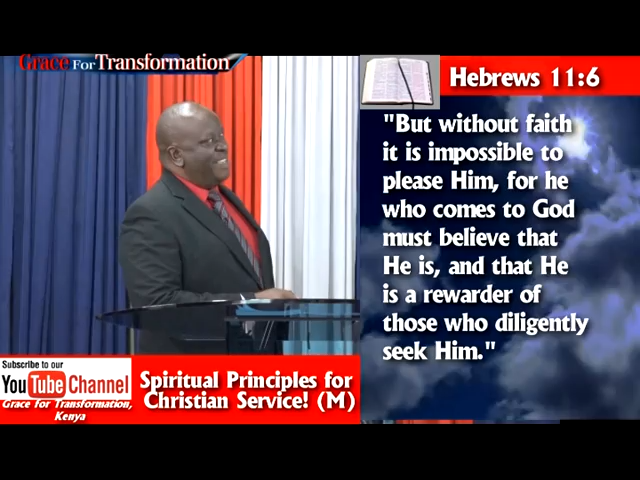 Grace For Transformation
Hebrews 11:6
"But without faith
it is impossible to
please Him, for he
who comes to God
must believe that
He is, and that He
is a rewarder of
those who diligently
seek Him."
Subscribe to our
YouTube Channel
Grace for Transformation,
Kenya
Spiritual Principles for
Christian Service! (M)